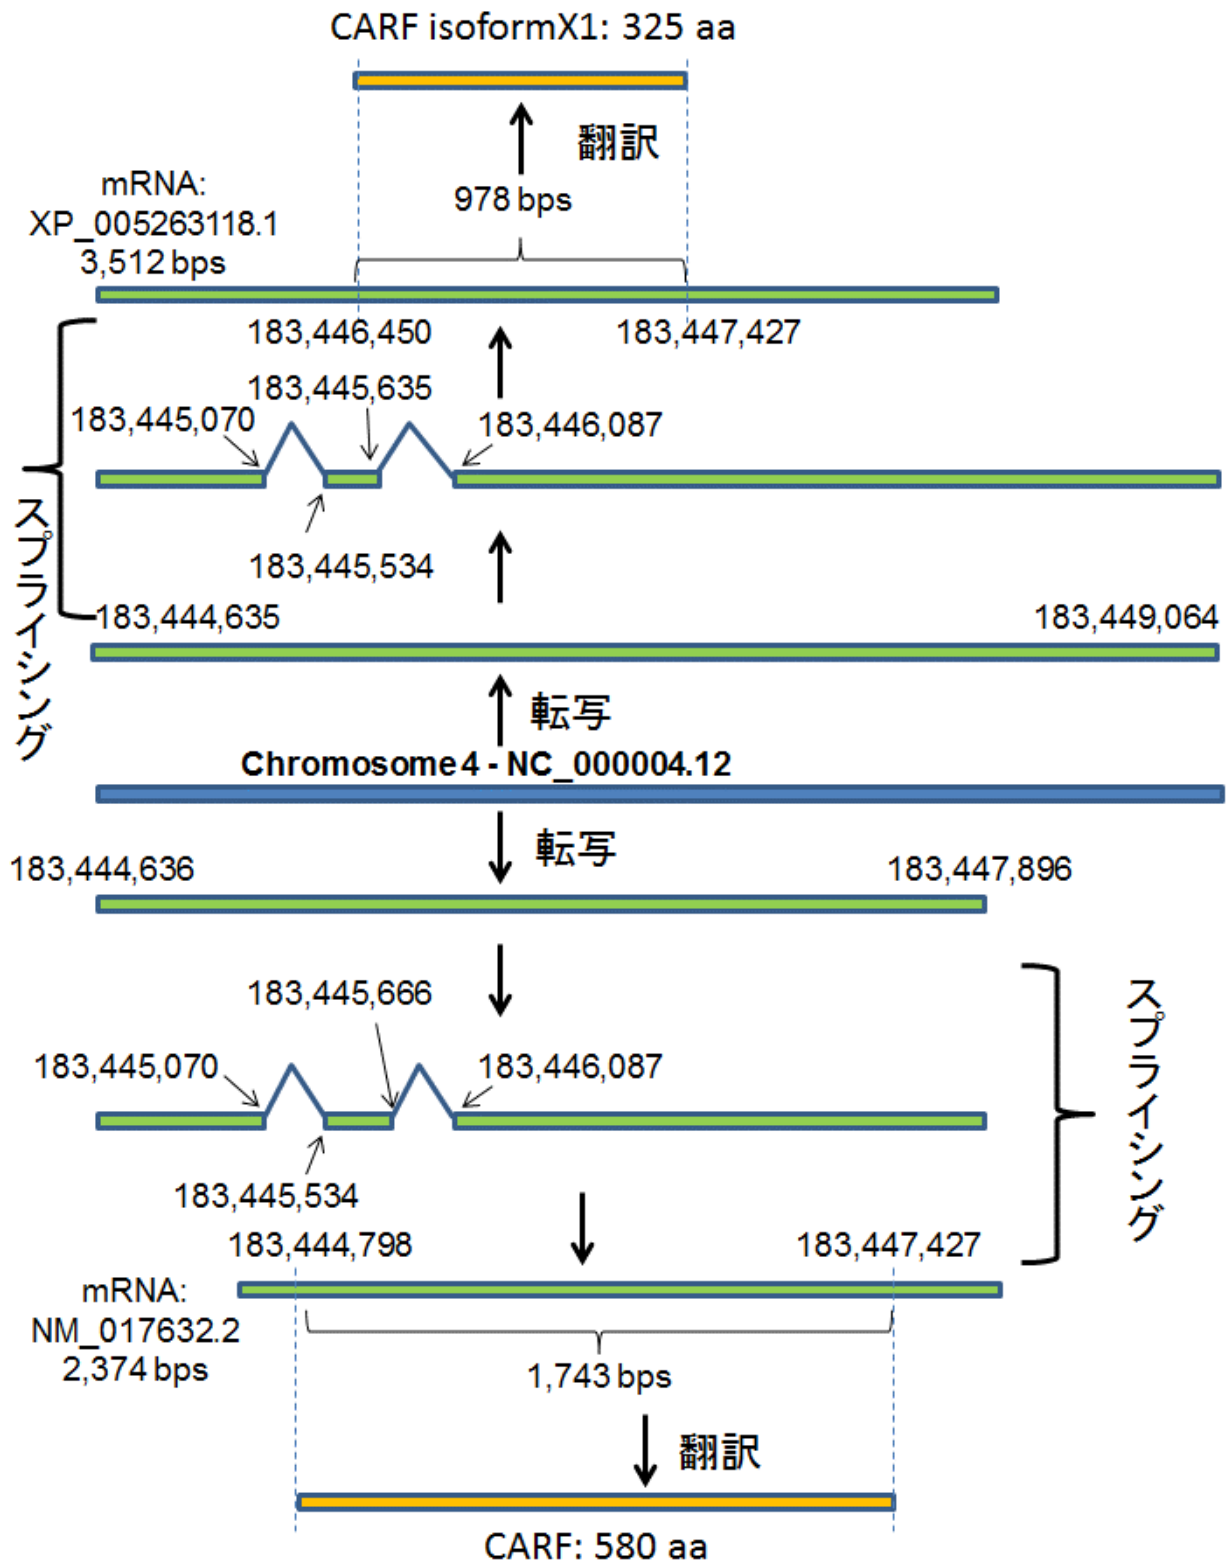 CARF isoformX1: 325 aa
翻訳
978 bps
mRNA:
XP_005263118.1
3,512 bps
183,446,450
183,447,427
183,445,635
183,445,070
183,446,087
スプライシング
183,445,534
183,444,635
183,449,064
転写
Chromosome 4 - NC_000004.12
転写
183,444,636
183,447,896
183,445,666
スプライシング
183,445,070
183,446,087
183,445,534
183,444,798
183,447,427
mRNA:
NM_017632.2
2,374 bps
1,743 bps
翻訳
CARF: 580 aa